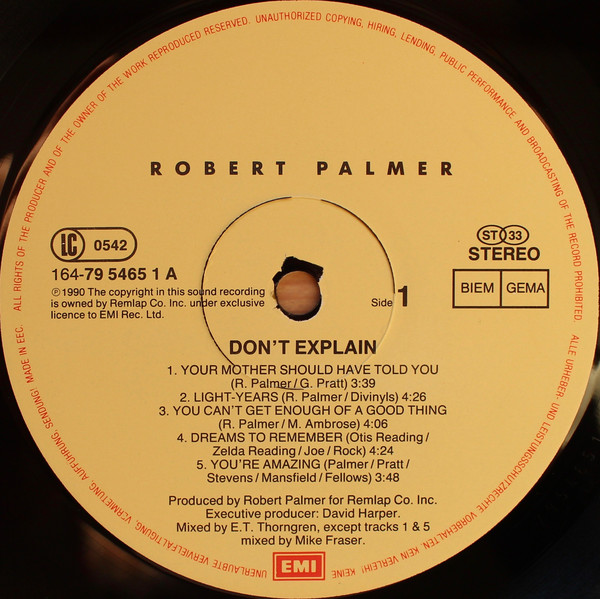 ALL RIGHTS OF THE PRODUCER AND OF THE OWNER OF THE WORK REPRODUCED RESERVED. UNAUTHORIZED COPYING, HIRING, LENDING, PUBLIC PERFORMANCE AND BROADCASTING OF THE RECORD PROHIBITED.
ALLE URHEBER- UND LEISTUNGSSCHUTZRECHTE VORBEHALTEN. KEIN VERLEIH! KEINE UNERLAUBTE VERVIELFÄLTIGUNG, VERMIETUNG, AUFFÜHRUNG, SENDUNG! MADE IN EEC.
ROBERT PALMER
LC 0542
164-79 5465 1 A
℗1990 The copyright in this sound recording
is owned by Remlap Co. Inc. under exclusive
licence to EMI Rec. Ltd.
ST 33
STEREO
BIEM GEMA
Side 1
DON'T EXPLAIN
1. YOUR MOTHER SHOULD HAVE TOLD YOU
(R. Palmer/G. Pratt) 3:39
2. LIGHT-YEARS (R. Palmer/Divinyls) 4:26
3. YOU CAN'T GET ENOUGH OF A GOOD THING
(R. Palmer/M. Ambrose) 4:06
4. DREAMS TO REMEMBER (Otis Reading/
Zelda Reading/Joe/Rock) 4:24
5. YOU'RE AMAZING (Palmer/Pratt/
Stevens/Mansfield/Fellows) 3:48
Produced by Robert Palmer for Remlap Co. Inc.
Executive producer: David Harper.
Mixed by E.T. Thorngren, except tracks 1 & 5
mixed by Mike Fraser.
EMI